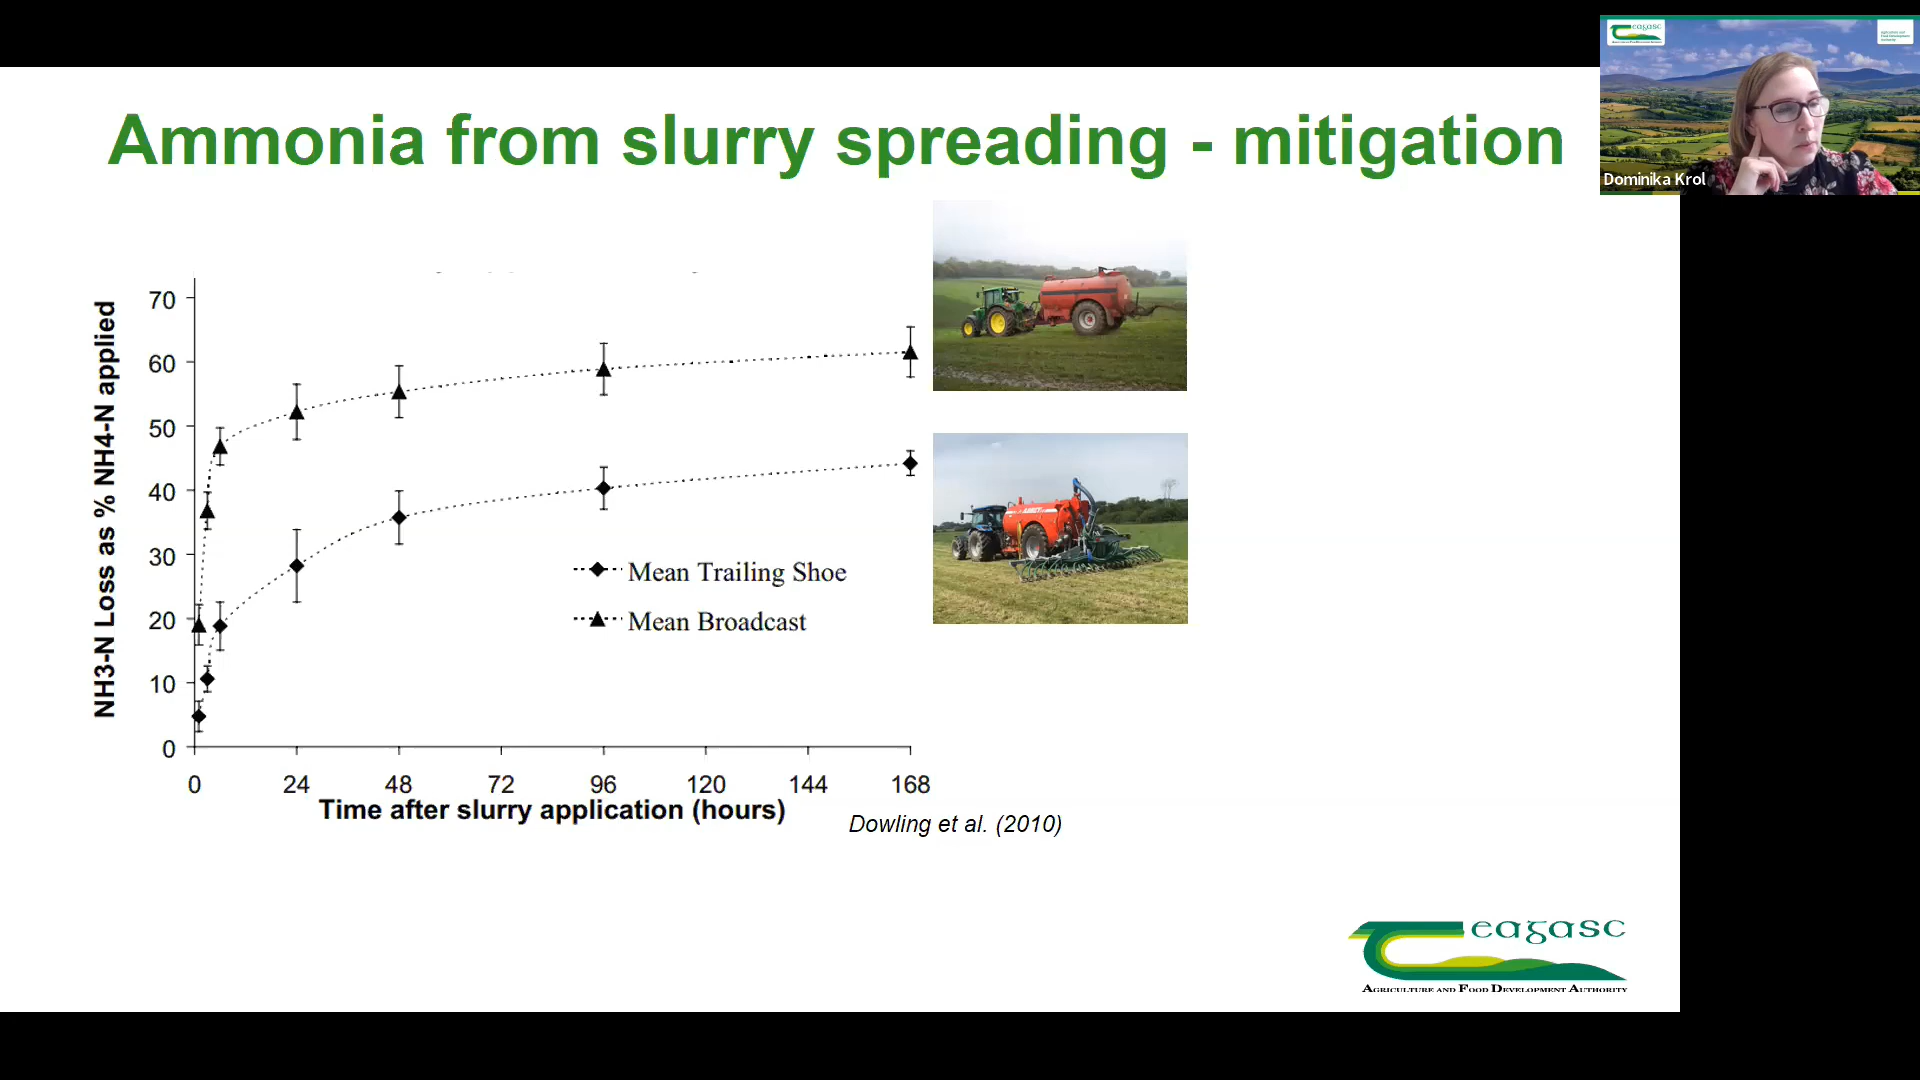 Ammonia from slurry spreading - mitigation
eagasc
Dominika Krol
NH3-N Loss as % NH4-N applied
70
60
50
40
30
20
10
0
Mean Trailing Shoe
Mean Broadcast
0 24 48 72 96 120 144 168
Time after slurry application (hours)
Dowling et al. (2010)
eagasc
AGRICULTURE AND FOOD DEVELOPMENT AUTHORITY